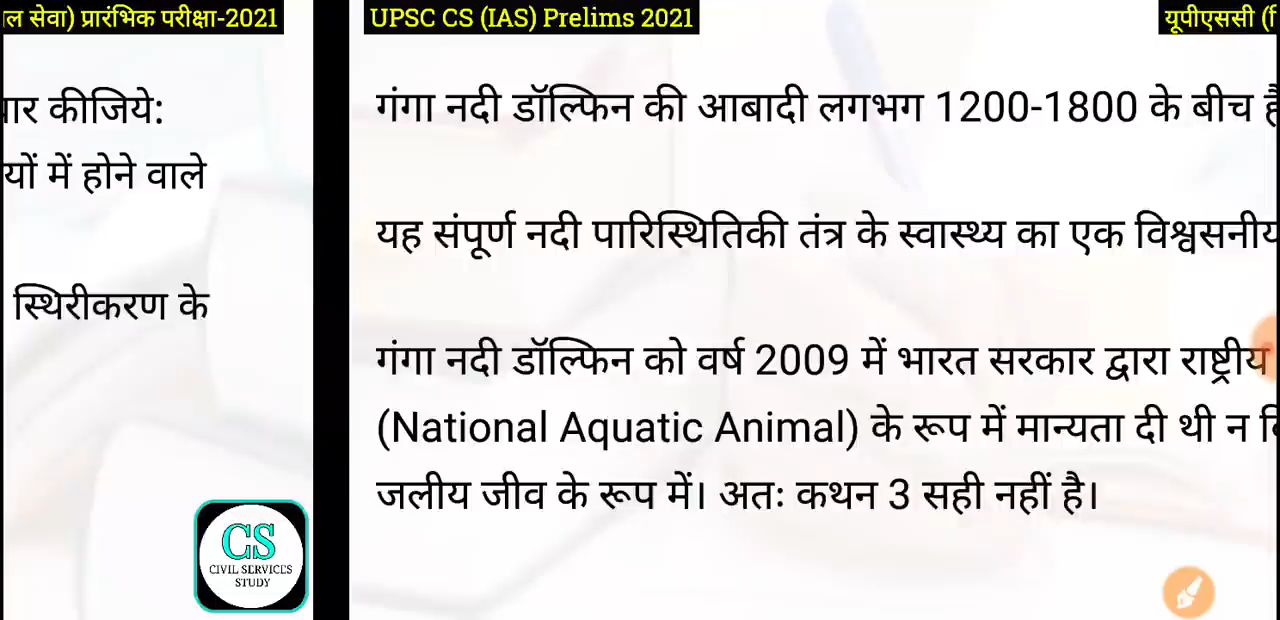 सेवा) प्रारंभिक परीक्षा-2021
कीजिये:
में होने वाले
स्थिरीकरण के
CS
CIVIL SERVICES
STUDY
UPSC CS (IAS) Prelims 2021
यूपीएससी
गंगा नदी डॉल्फिन की आबादी लगभग 1200-1800 के बीच
यह संपूर्ण नदी पारिस्थितिकी तंत्र के स्वास्थ्य का एक विश्वसनीय
गंगा नदी डॉल्फिन को वर्ष 2009 में भारत सरकार द्वारा राष्ट्रीय
(National Aquatic Animal) के रूप में मान्यता दी थी न
जलीय जीव के रूप में। अतः कथन 3 सही नहीं है।